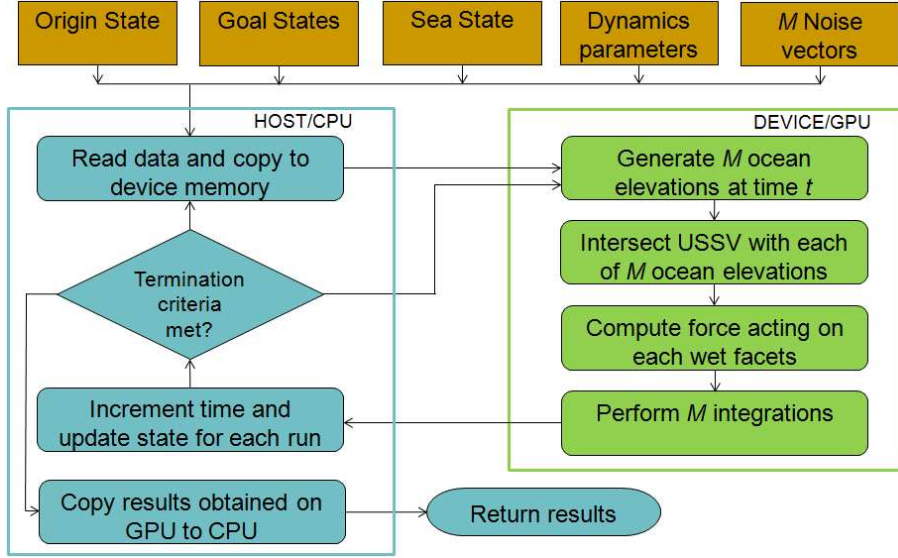 Origin State
Goal States
Sea State
Dynamics
parameters
M Noise
vectors
HOST/CPU
DEVICE/GPU
Read data and copy to
device memory
Generate M ocean
elevations at time t
Intersect USSV with each
of M ocean elevations
Termination
criteria
met?
Compute force acting on
each wet facets
Increment time and
update state for each run
Perform M integrations
Copy results obtained on
GPU to CPU
Return results